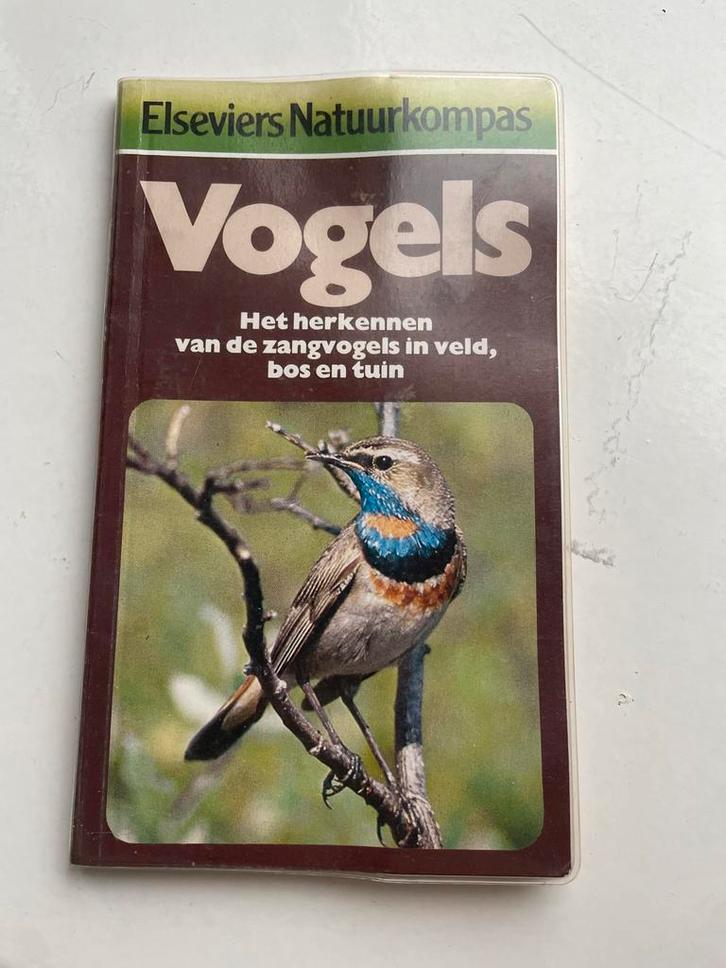 Elseviers Natuurkompas
Vogels
Het herkennen
van de zangvogels in veld,
bos en tuin